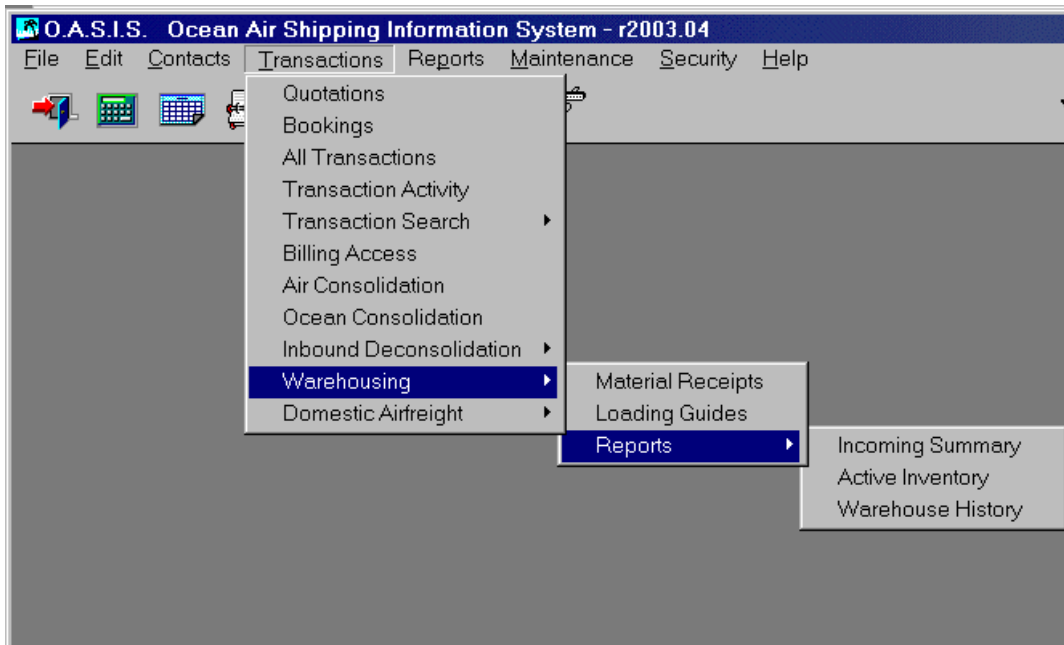 O.A.S.I.S. Ocean Air Shipping Information System - r2003.04
File Edit Contacts Transactions Reports Maintenance Security Help
Quotations
Bookings
All Transactions
Transaction Activity
Transaction Search
Billing Access
Air Consolidation
Ocean Consolidation
Inbound Deconsolidation
Warehousing
Domestic Airfreight
Material Receipts
Loading Guides
Reports
Incoming Summary
Active Inventory
Warehouse History